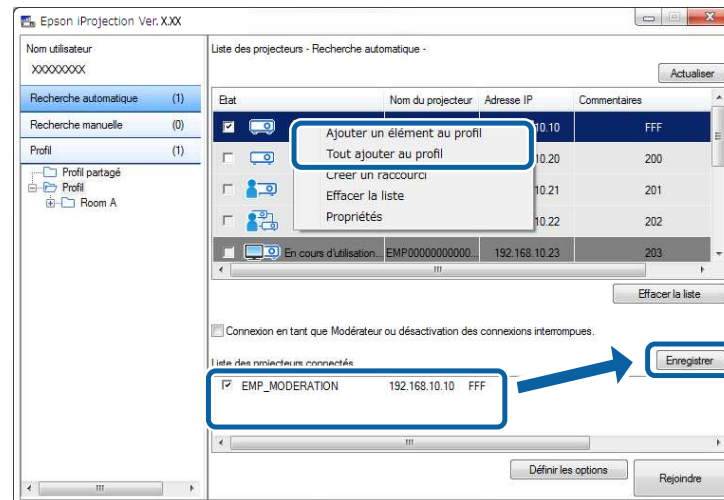 Epson iProjection Ver. X.XX
Nom utilisateur
XXXXXXXX
Recherche automatique (1)
Recherche manuelle (0)
Profil (1)
Profil partagé
Profil
Room A
Liste des projecteurs - Recherche automatique -
Actualiser
Etat Nom du projecteur Adresse IP Commentaires
10.10 FFF
10.20 200
10.21 201
10.22 202
En cours d'utilisation... EMP00000000000... 192.168.10.23 203
Ajouter un élément au profil
Tout ajouter au profil
Créer un raccourci
Effacer la liste
Propriétés
Effacer la liste
Connexion en tant que Modérateur ou désactivation des connexions interrompues.
Liste des projecteurs connectés
Enregistrer
EMP_MODERATION 192.168.10.10 FFF
Définir les options
Rejoindre